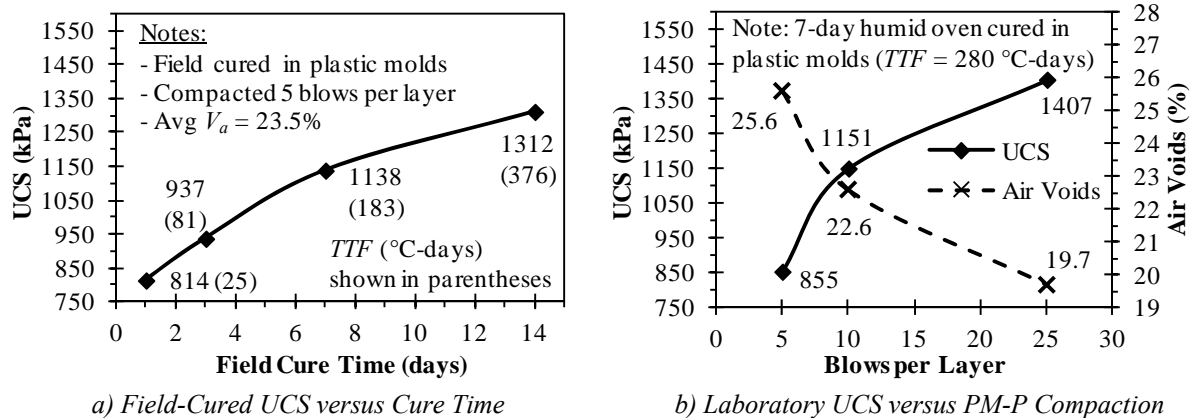 1550
1450
1350
1250
1150
1050
950
850
750
UCS (kPa)
Notes:
- Field cured in plastic molds
- Compacted 5 blows per layer
- Avg Va = 23.5%
937
(81)
814 (25)
1138
(183)
1312
(376)
TTF (°C-days)
shown in parentheses
0 2 4 6 8 10 12 14
Field Cure Time (days)
a) Field-Cured UCS versus Cure Time
1550
1450
1350
1250
1150
1050
950
850
750
UCS (kPa)
Note: 7-day humid oven cured in
plastic molds (TTF = 280 °C-days)
25.6
1151
1407
UCS
Air Voids
22.6
855
19.7
28
27
26
25
24
23
22
21
20
19
Air Voids (%)
0 5 10 15 20 25 30
Blows per Layer
b) Laboratory UCS versus PM-P Compaction